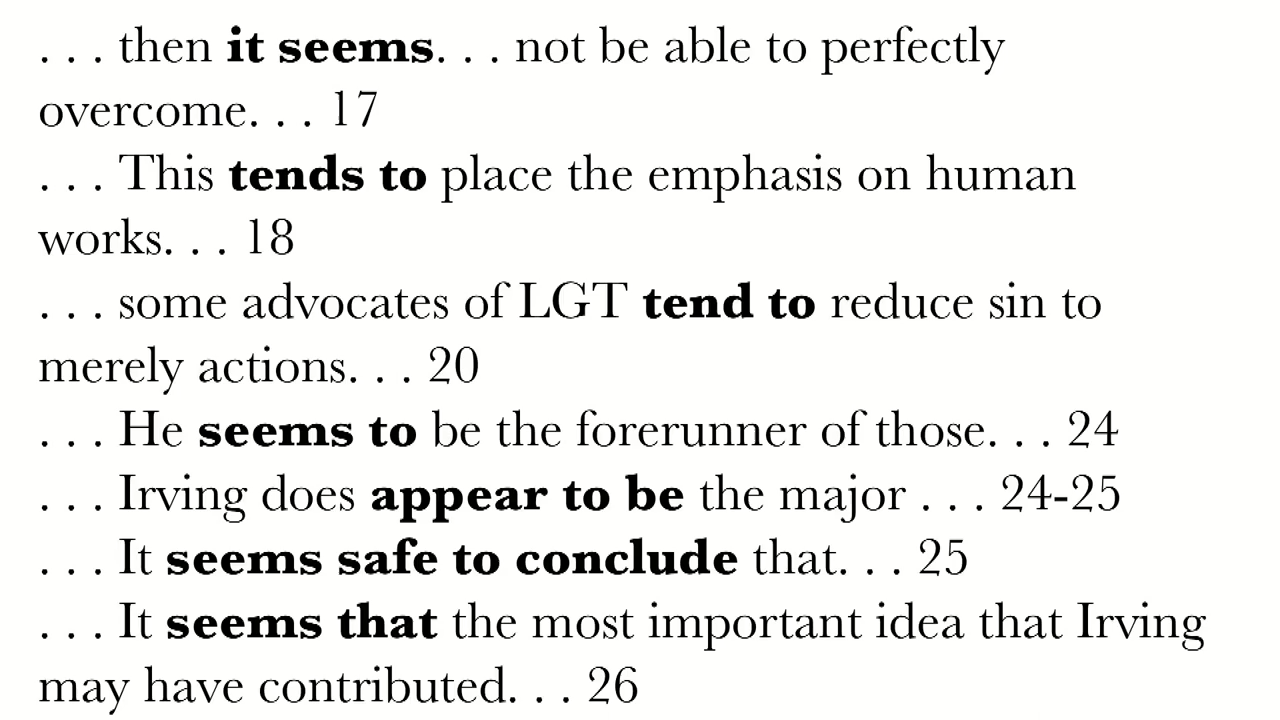 . . . then it seems. . . not be able to perfectly
overcome. . . 17
. . . This tends to place the emphasis on human
works. . . 18
. . . some advocates of LGT tend to reduce sin to
merely actions. . . 20
. . . He seems to be the forerunner of those. . . 24
. . . Irving does appear to be the major . . . 24-25
. . . It seems safe to conclude that. . . 25
. . . It seems that the most important idea that Irving
may have contributed. . . 26